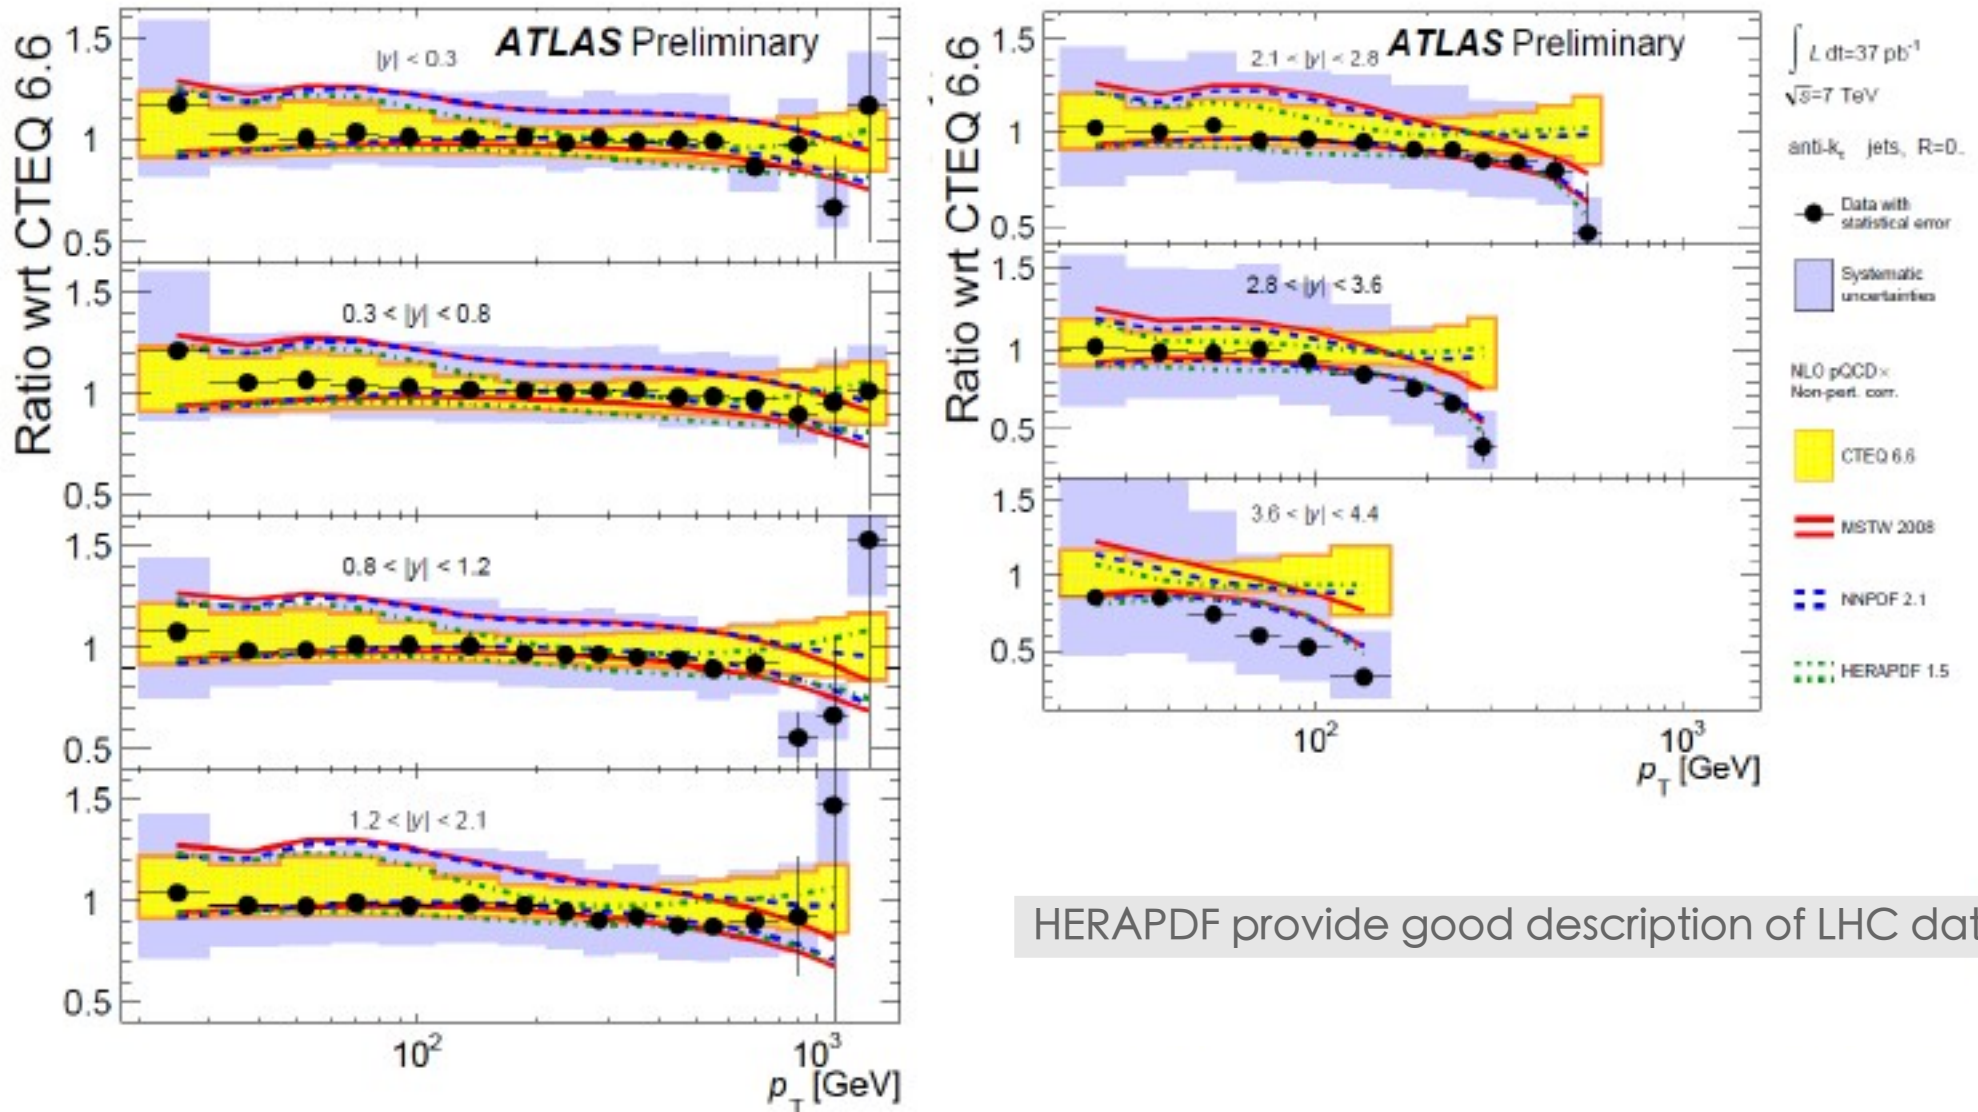 Ratio wrt CTEQ 6.6
ATLAS Preliminary
|y| < 0.3
1.5
1
0.5
0.3 < |y| < 0.8
1.5
1
0.5
0.8 < |y| < 1.2
1.5
1
0.5
1.2 < |y| < 2.1
1.5
1
0.5
10²
10³
p_T [GeV]
Ratio wrt CTEQ 6.6
ATLAS Preliminary
2.1 < |y| < 2.8
1.5
1
0.5
2.8 < |y| < 3.6
1.5
1
0.5
3.6 < |y| < 4.4
1.5
1
0.5
10²
10³
p_T [GeV]
∫ L dt=37 pb⁻¹
√s=7 TeV
anti-k_t jets, R=0.
Data with
statistical error
Systematic
uncertainties
NLO pQCD×
Non-pert. corr.
CTEQ 6.6
MSTW 2008
NNPDF 2.1
HERAPDF 1.5
HERAPDF provide good description of LHC dat